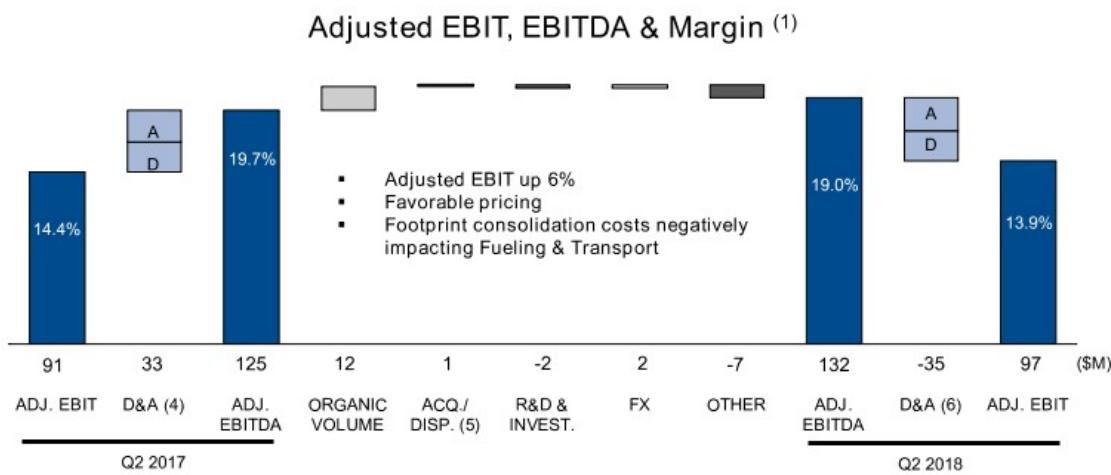 Adjusted EBIT, EBITDA & Margin (1)
A
D
A
D
14.4%
19.7%
19.0%
13.9%
▪ Adjusted EBIT up 6%
▪ Favorable pricing
▪ Footprint consolidation costs negatively
impacting Fueling & Transport
91 33 125 12 1 -2 2 -7 132 -35 97 ($M)
ADJ. EBIT D&A (4) ADJ. ORGANIC ACQ./ R&D & FX OTHER ADJ. D&A (6) ADJ. EBIT
EBITDA VOLUME DISP. (5) INVEST. EBITDA
Q2 2017 Q2 2018